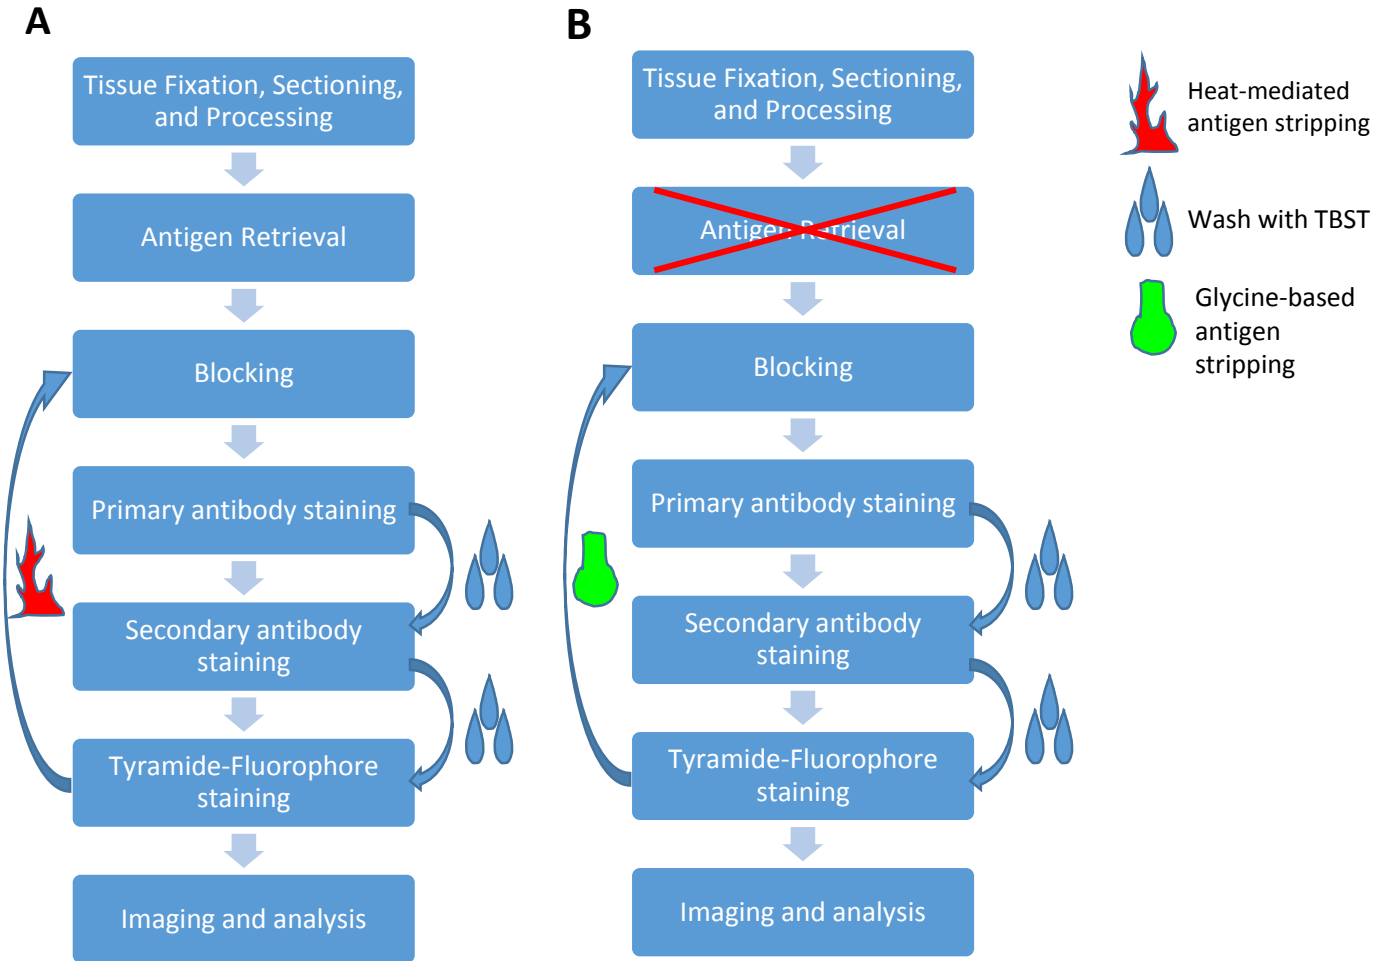 A
Tissue Fixation, Sectioning,
and Processing
Antigen Retrieval
Blocking
Primary antibody staining
Secondary antibody
staining
Tyramide-Fluorophore
staining
Imaging and analysis
B
Tissue Fixation, Sectioning,
and Processing
Antigen Retrieval
Blocking
Primary antibody staining
Secondary antibody
staining
Tyramide-Fluorophore
staining
Imaging and analysis
Heat-mediated
antigen stripping
Wash with TBST
Glycine-based
antigen
stripping